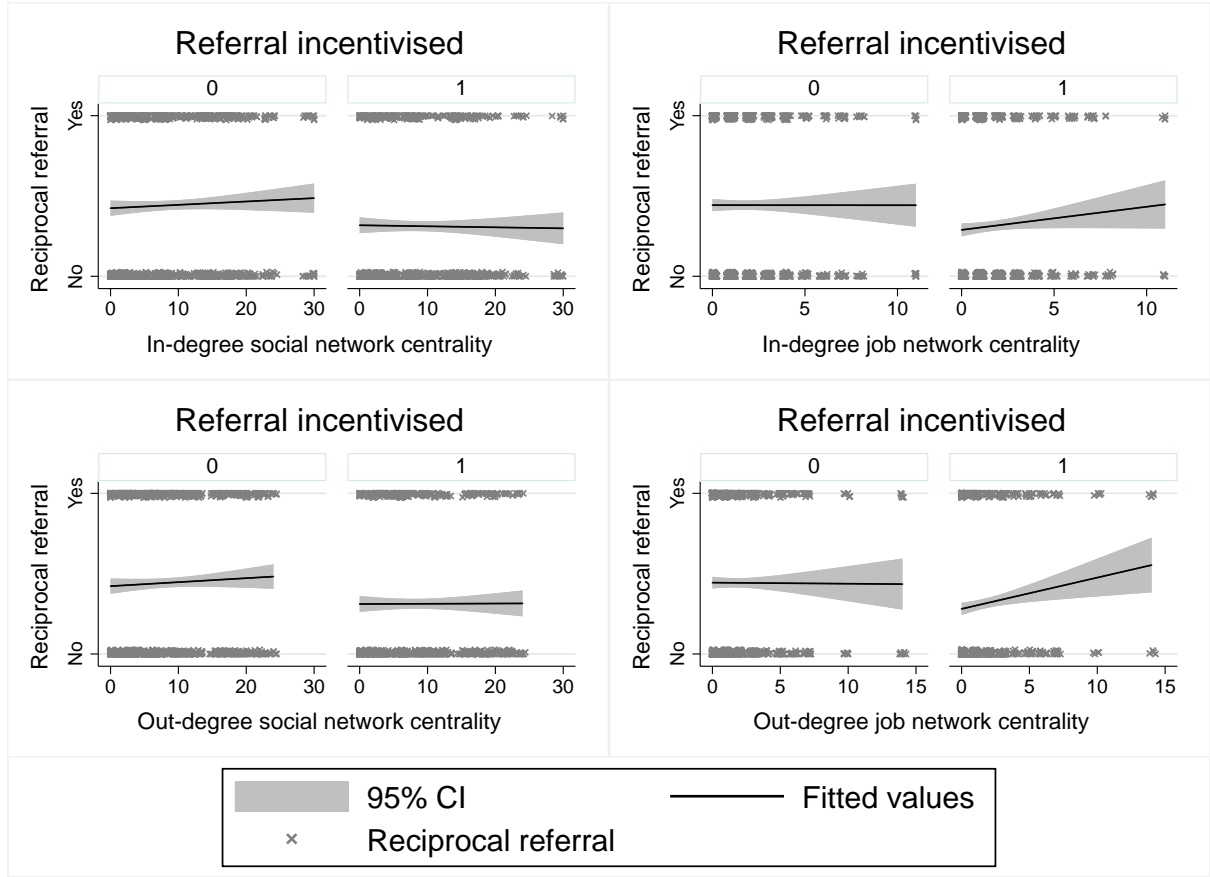 Referral incentivised
0
1
Yes
No
Reciprocal referral
0 10 20 30 0 10 20 30
In-degree social network centrality
Referral incentivised
0
1
Yes
No
Reciprocal referral
0 5 10 0 5 10
In-degree job network centrality
Referral incentivised
0
1
Yes
No
Reciprocal referral
0 10 20 30 0 10 20 30
Out-degree social network centrality
Referral incentivised
0
1
Yes
No
Reciprocal referral
0 5 10 15 0 5 10 15
Out-degree job network centrality
95% CI
Fitted values
Reciprocal referral